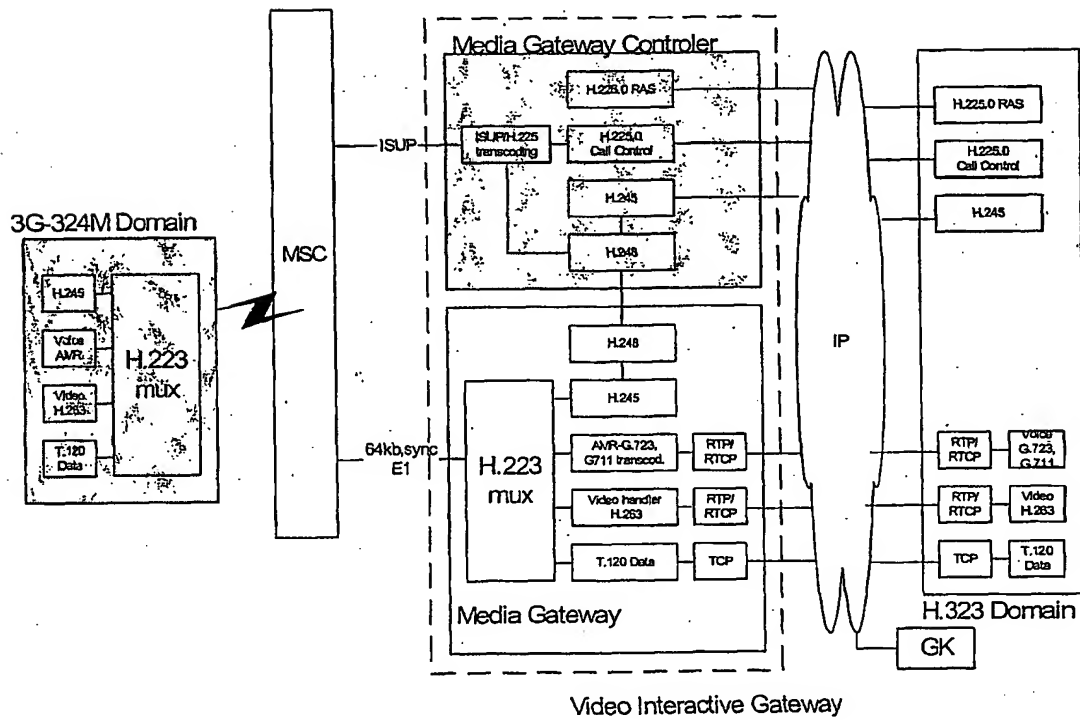 3G-324M Domain
H.245
Voice
AMR
Video
H.263
T.120
Data
H.223
mux
MSC
ISUP
64kb,sync
E1
Media Gateway Controler
H.225.0 RAS
ISUP/H.225
transcoding
H.225.0
Call Control
H.245
H.248
H.248
H.245
H.223
mux
AMR-G.723,
G711 transcod.
RTP/
RTCP
Video handler
H.263
RTP/
RTCP
T.120 Data
TCP
Media Gateway
Video Interactive Gateway
IP
H.225.0 RAS
H.225.0
Call Control
H.245
RTP/
RTCP
Voice
G.723,
G.711
RTP/
RTCP
Video
H.263
TCP
T.120
Data
H.323 Domain
GK